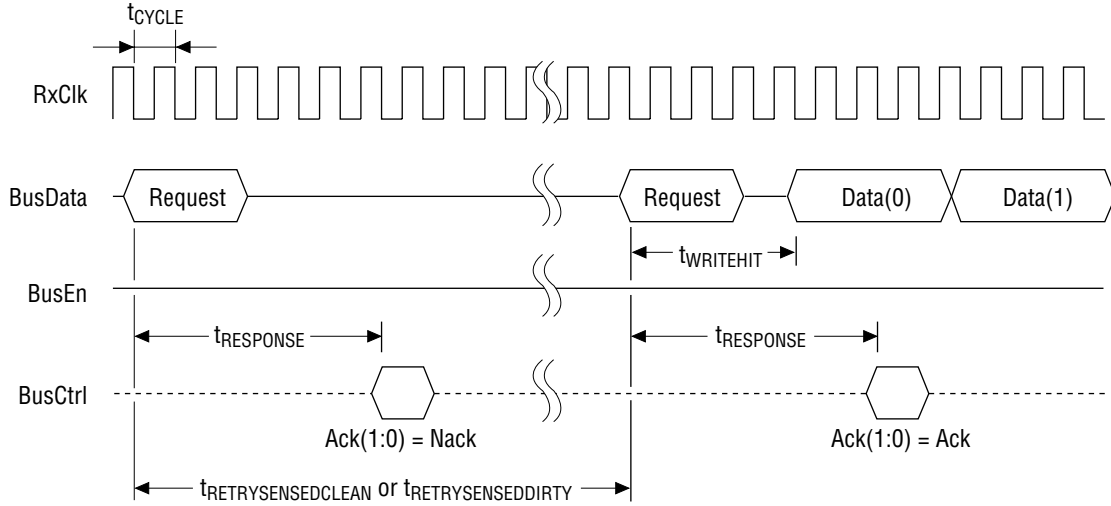 tCYCLE
RxClk
BusData Request Request Data(0) Data(1)
tWRITEHIT
BusEn
tRESPONSE tRESPONSE
BusCtrl
Ack(1:0) = Nack Ack(1:0) = Ack
tRETRYSENSEDCLEAN or tRETRYSENSEDDIRTY